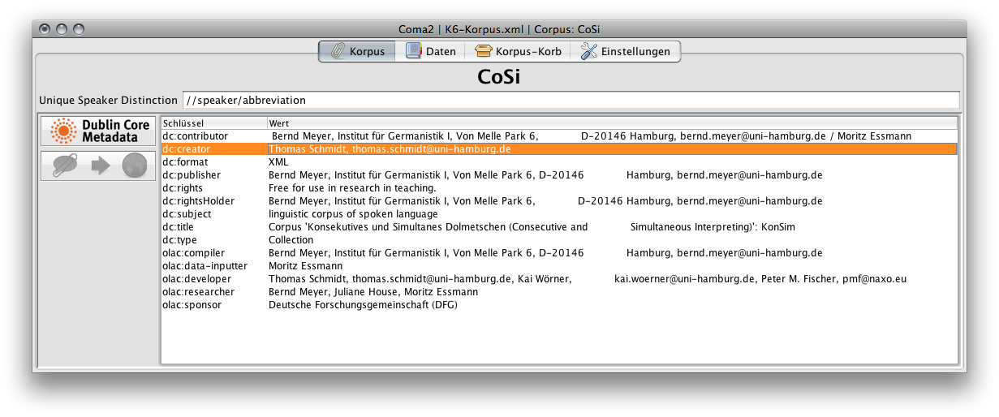 Coma2 | K6-Korpus.xml | Corpus: CoSi
Korpus Daten Korpus-Korb Einstellungen
CoSi
Unique Speaker Distinction //speaker/abbreviation
Dublin Core
Metadata
Schlüssel Wert
dc:contributor Bernd Meyer, Institut für Germanistik I, Von Melle Park 6, D-20146 Hamburg, bernd.meyer@uni-hamburg.de / Moritz Essmann
dc:creator Thomas Schmidt, thomas.schmidt@uni-hamburg.de
dc:format XML
dc:publisher Bernd Meyer, Institut für Germanistik I, Von Melle Park 6, D-20146 Hamburg, bernd.meyer@uni-hamburg.de
dc:rights Free for use in research in teaching.
dc:rightsHolder Bernd Meyer, Institut für Germanistik I, Von Melle Park 6, D-20146 Hamburg, bernd.meyer@uni-hamburg.de
dc:subject linguistic corpus of spoken language
dc:title Corpus 'Konsekutives und Simultanes Dolmetschen (Consecutive and Simultaneous Interpreting)': KonSim
dc:type Collection
olac:compiler Bernd Meyer, Institut für Germanistik I, Von Melle Park 6, D-20146 Hamburg, bernd.meyer@uni-hamburg.de
olac:data-inputter Moritz Essmann
olac:developer Thomas Schmidt, thomas.schmidt@uni-hamburg.de, Kai Wörner, kai.woerner@uni-hamburg.de, Peter M. Fischer, pmf@naxo.eu
olac:researcher Bernd Meyer, Juliane House, Moritz Essmann
olac:sponsor Deutsche Forschungsgemeinschaft (DFG)